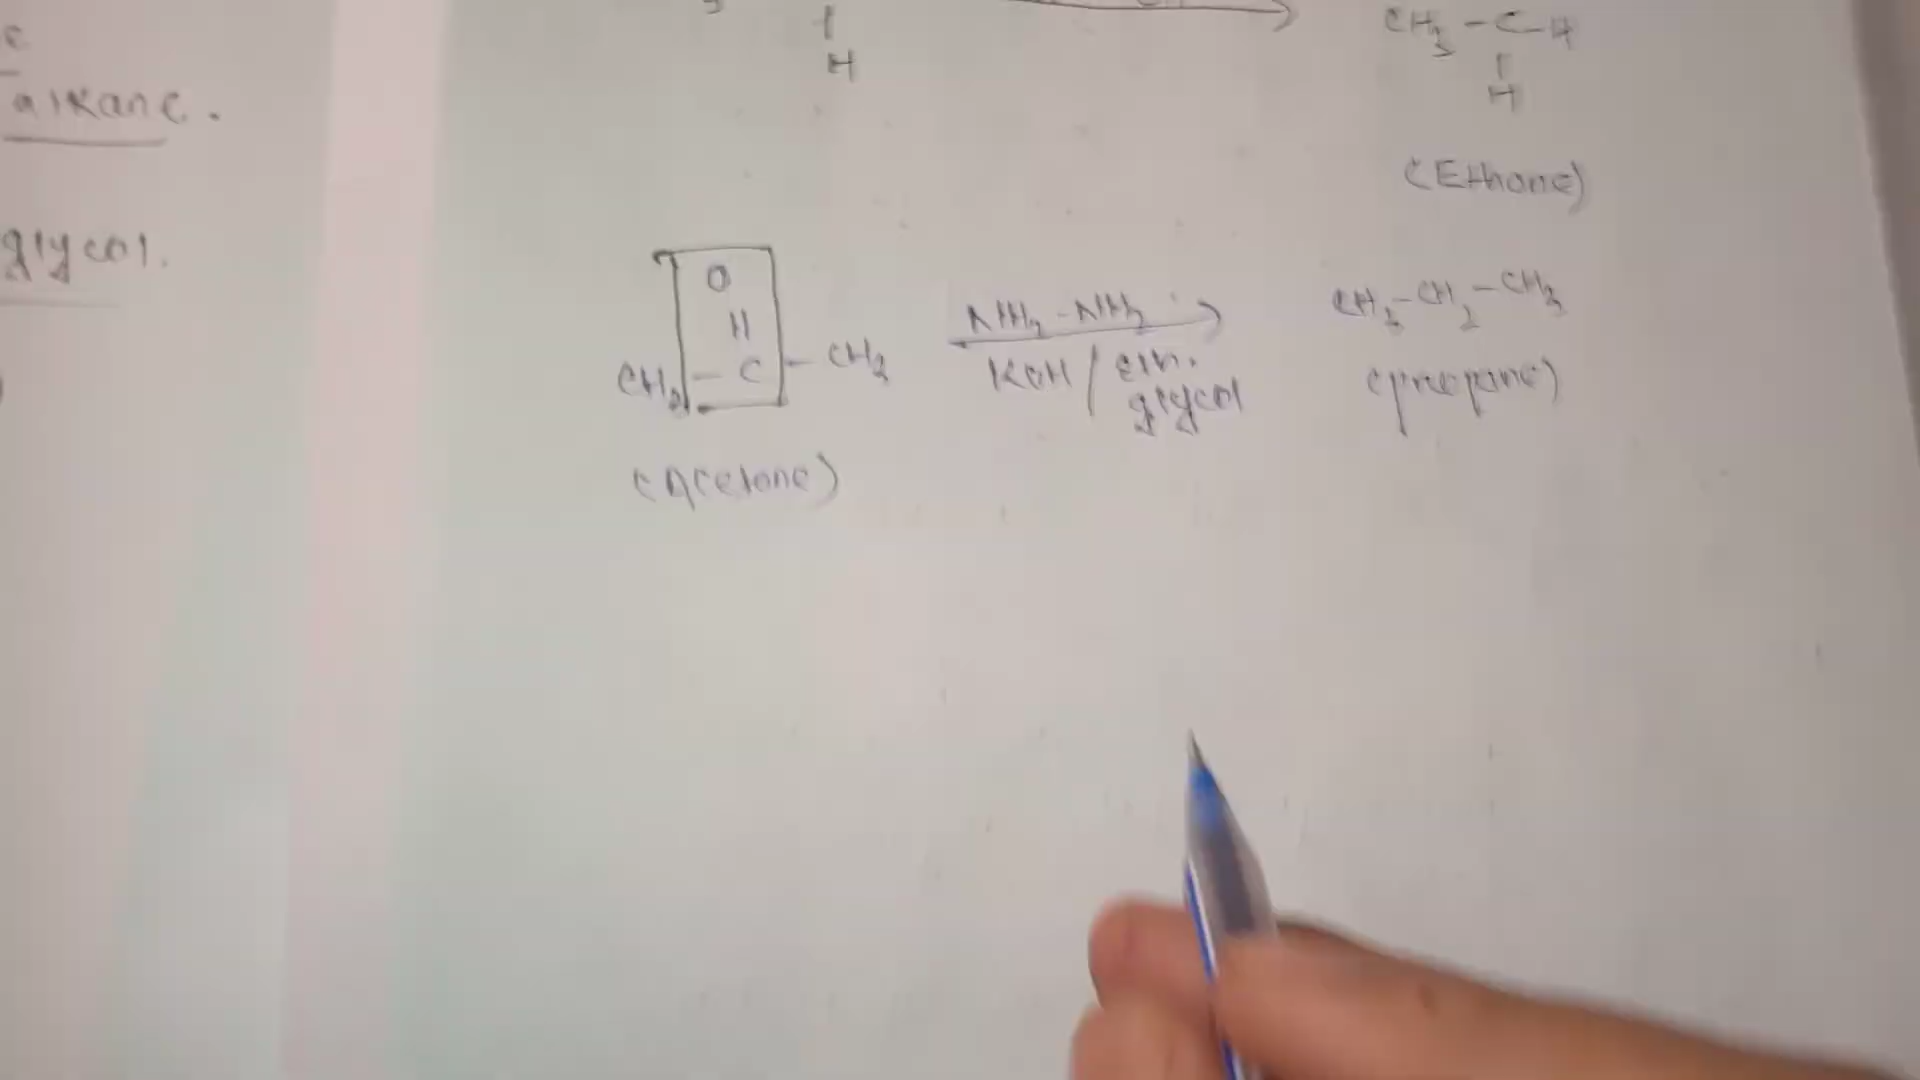 alkane.
glycol.
H
CH3 - C - H
H
(Ethane)
O
||
CH3 - C - CH3
(Acetone)
NH2 - NH2
KOH / eth. glycol
CH3 - CH2 - CH3
(propane)